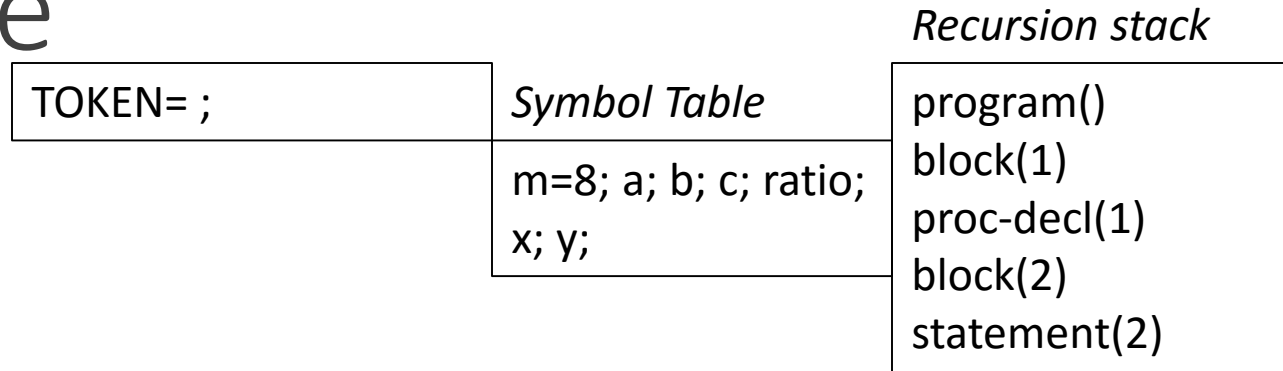 e
Recursion stack
TOKEN= ;
Symbol Table
m=8; a; b; c; ratio;
x; y;
program()
block(1)
proc-decl(1)
block(2)
statement(2)